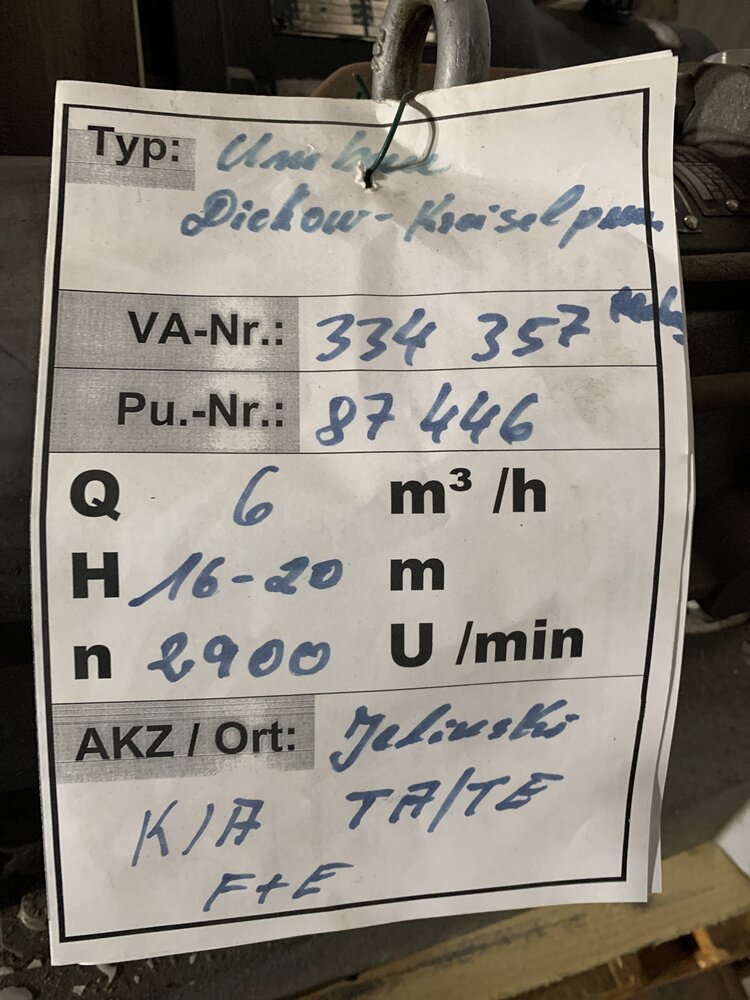 Typ:
Dickow-Kreiselpum
VA-Nr.: 334 357
Pu.-Nr.: 87 446
Q 6 m³ /h
H 16-20 m
n 2900 U /min
AKZ / Ort: Jelinski
K/A TA/TE
F+E